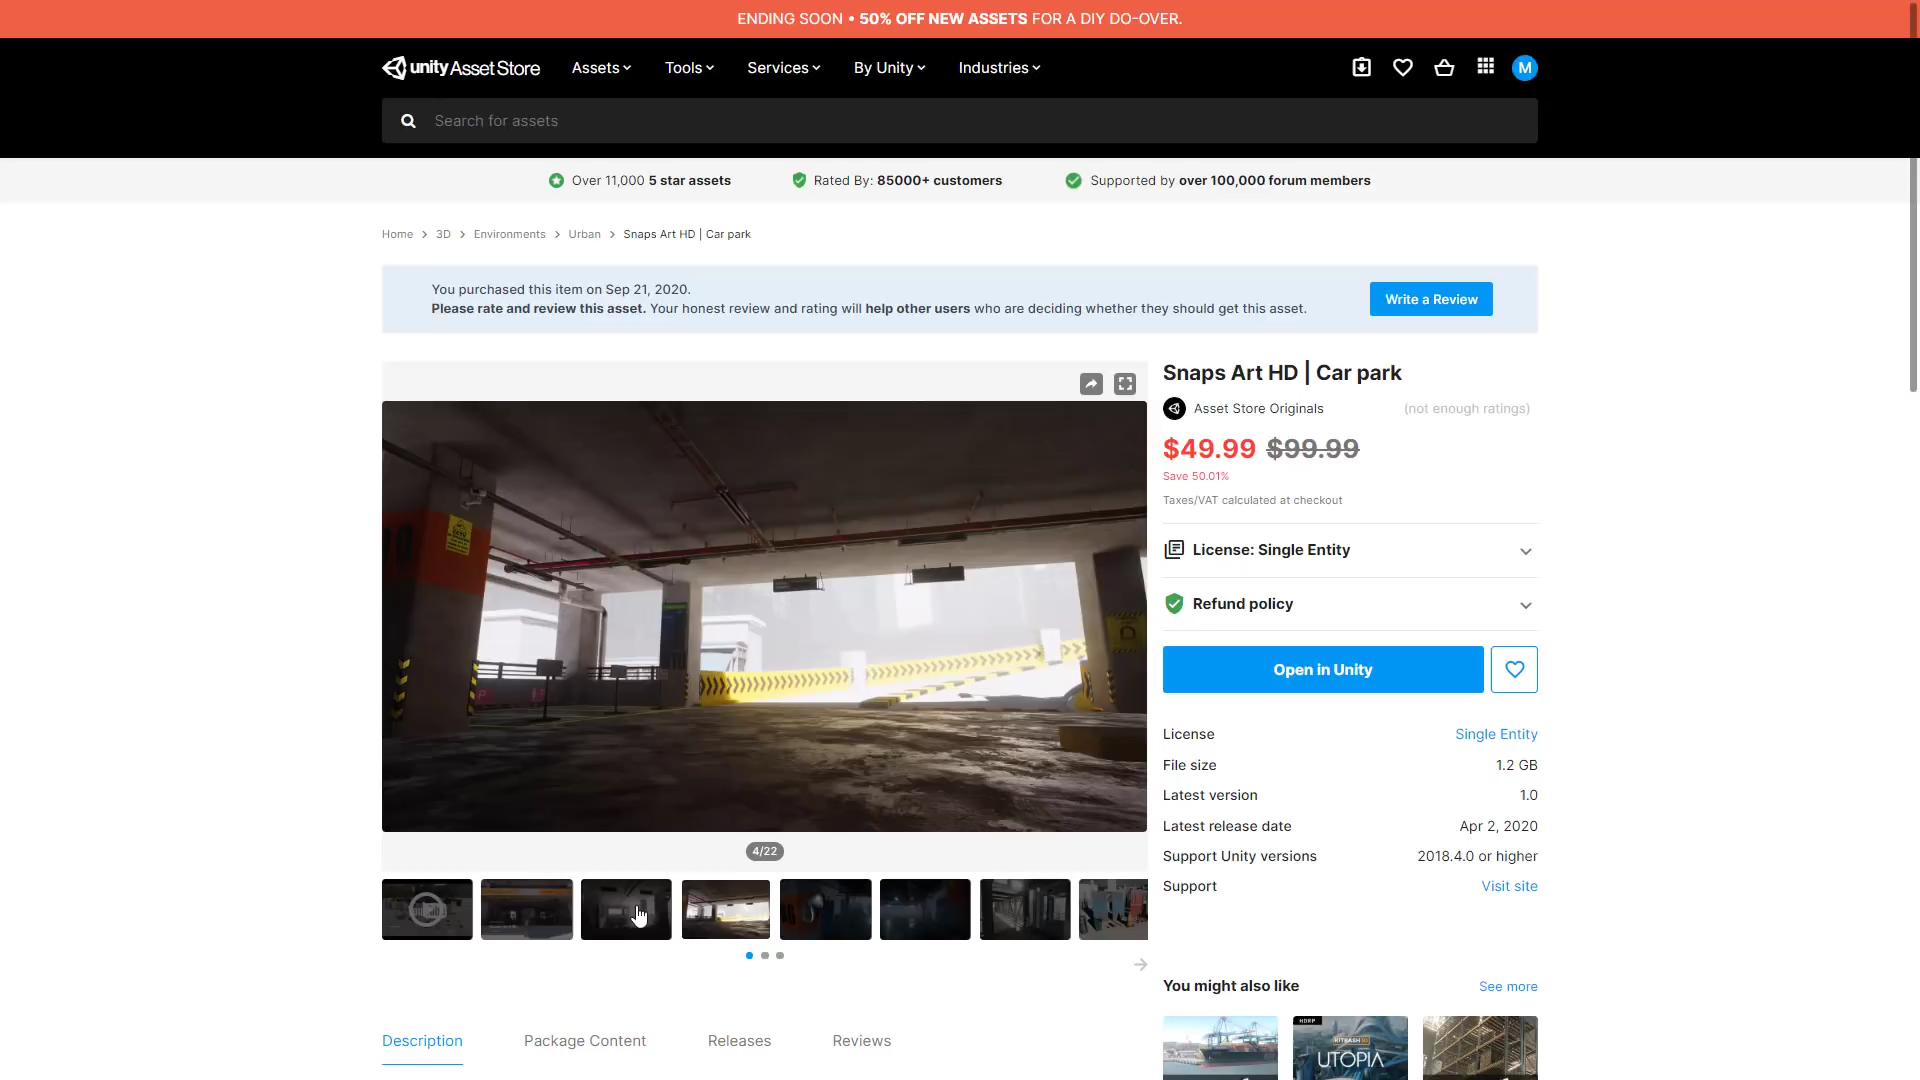 ENDING SOON • 50% OFF NEW ASSETS FOR A DIY DO-OVER.
unity Asset Store
Assets
Tools
Services
By Unity
Industries
M
Search for assets
Over 11,000 5 star assets
Rated By: 85000+ customers
Supported by over 100,000 forum members
Home > 3D > Environments > Urban > Snaps Art HD | Car park
You purchased this item on Sep 21, 2020.
Please rate and review this asset. Your honest review and rating will help other users who are deciding whether they should get this asset.
Write a Review
Snaps Art HD | Car park
Asset Store Originals
(not enough ratings)
$49.99 $99.99
Save 50.01%
Taxes/VAT calculated at checkout
License: Single Entity
Refund policy
Open in Unity
License
Single Entity
File size
1.2 GB
Latest version
1.0
Latest release date
Apr 2, 2020
Support Unity versions
2018.4.0 or higher
Support
Visit site
4/22
You might also like
See more
HDRP
KITBASH
UTOPIA
Description
Package Content
Releases
Reviews